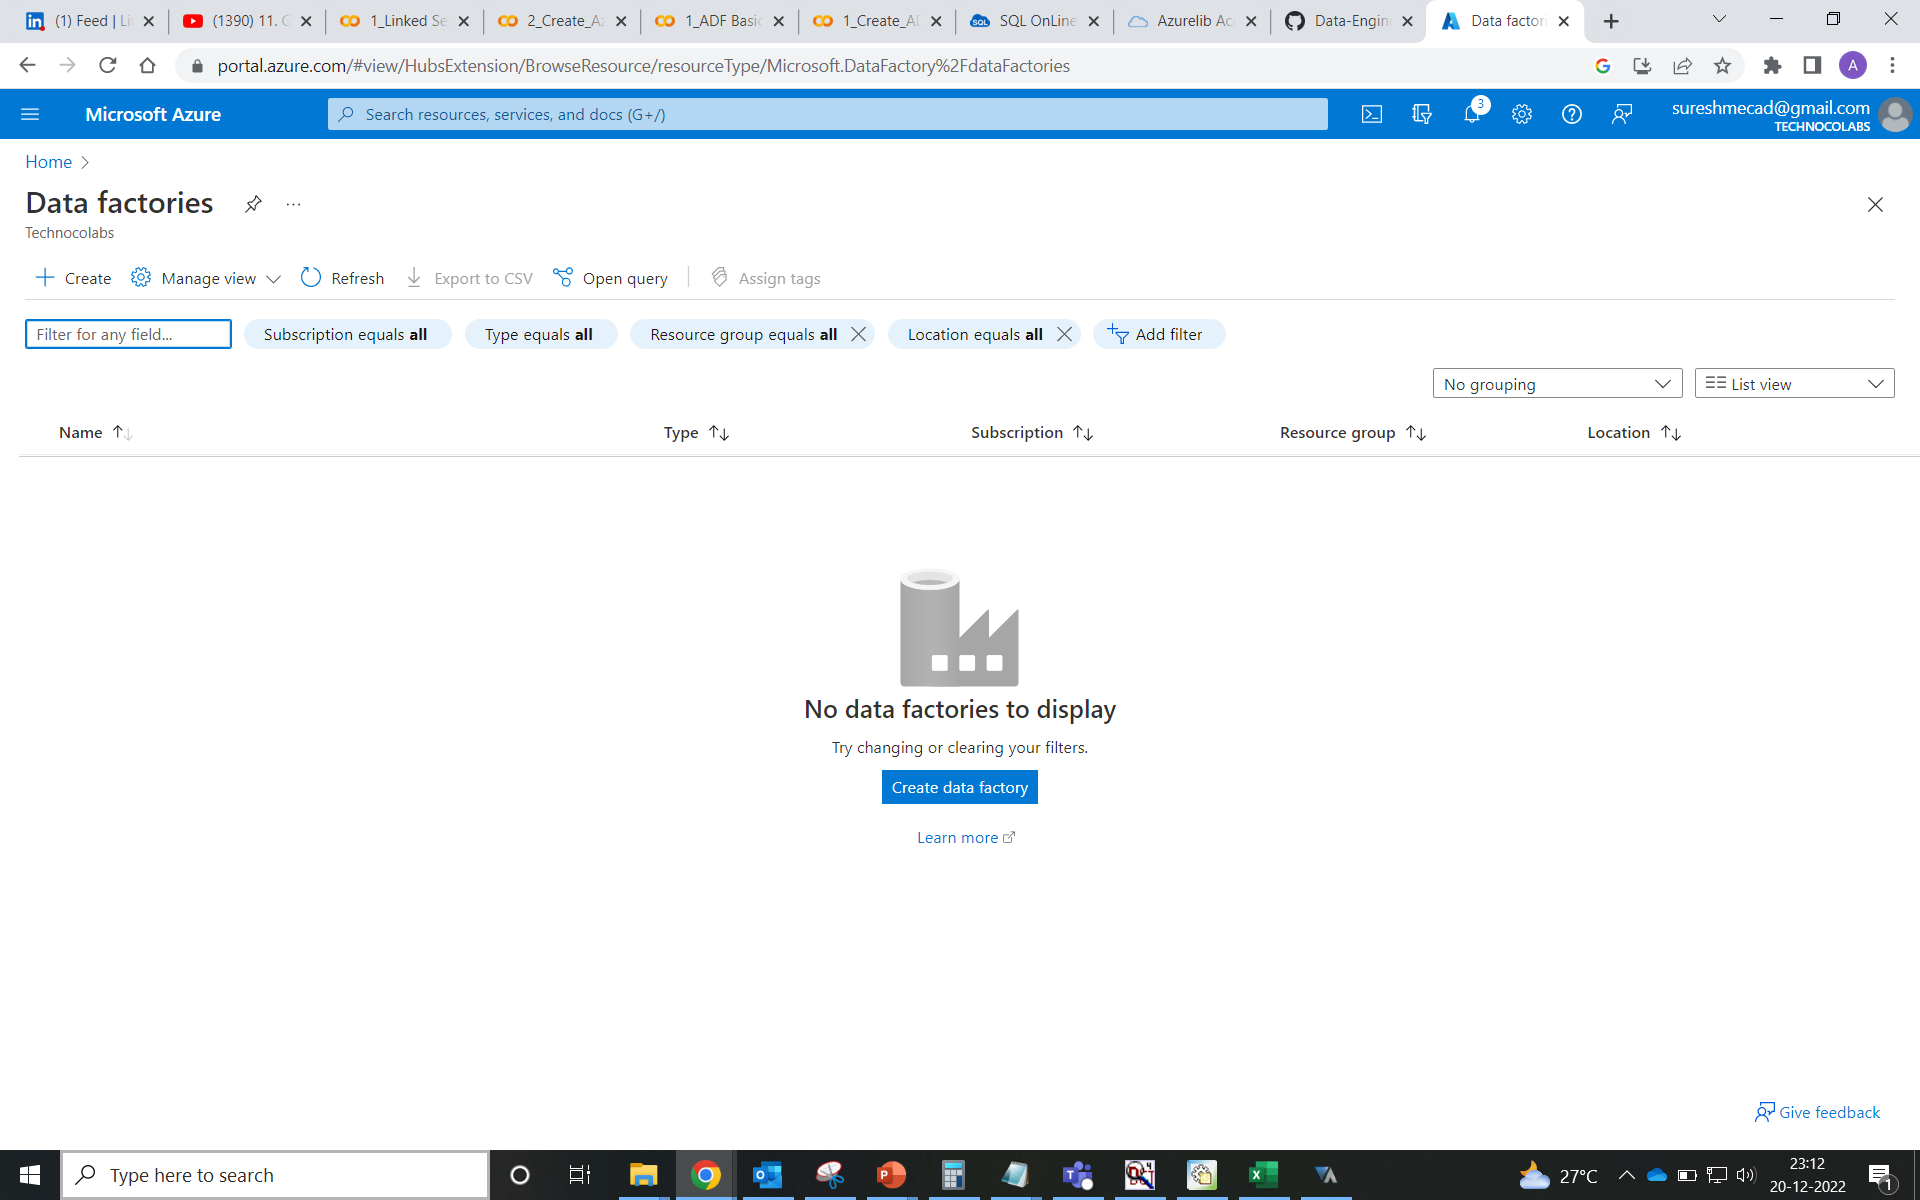 (1) Feed | Li
(1390) 11. G
1_Linked Se
2_Create_Az
1_ADF Basic
1_Create_AD
SQL OnLine
Azurelib Aca
Data-Engin
Data factori
portal.azure.com/#view/HubsExtension/BrowseResource/resourceType/Microsoft.DataFactory%2FdataFactories
A
Microsoft Azure
Search resources, services, and docs (G+/)
3
sureshmecad@gmail.com
TECHNOCOLABS
Home
Data factories
...
Technocolabs
Create
Manage view
Refresh
Export to CSV
Open query
Assign tags
Filter for any field...
Subscription equals all
Type equals all
Resource group equals all
Location equals all
Add filter
No grouping
List view
Name
Type
Subscription
Resource group
Location
No data factories to display
Try changing or clearing your filters.
Create data factory
Learn more
Give feedback
Type here to search
27°C
23:12
20-12-2022
1